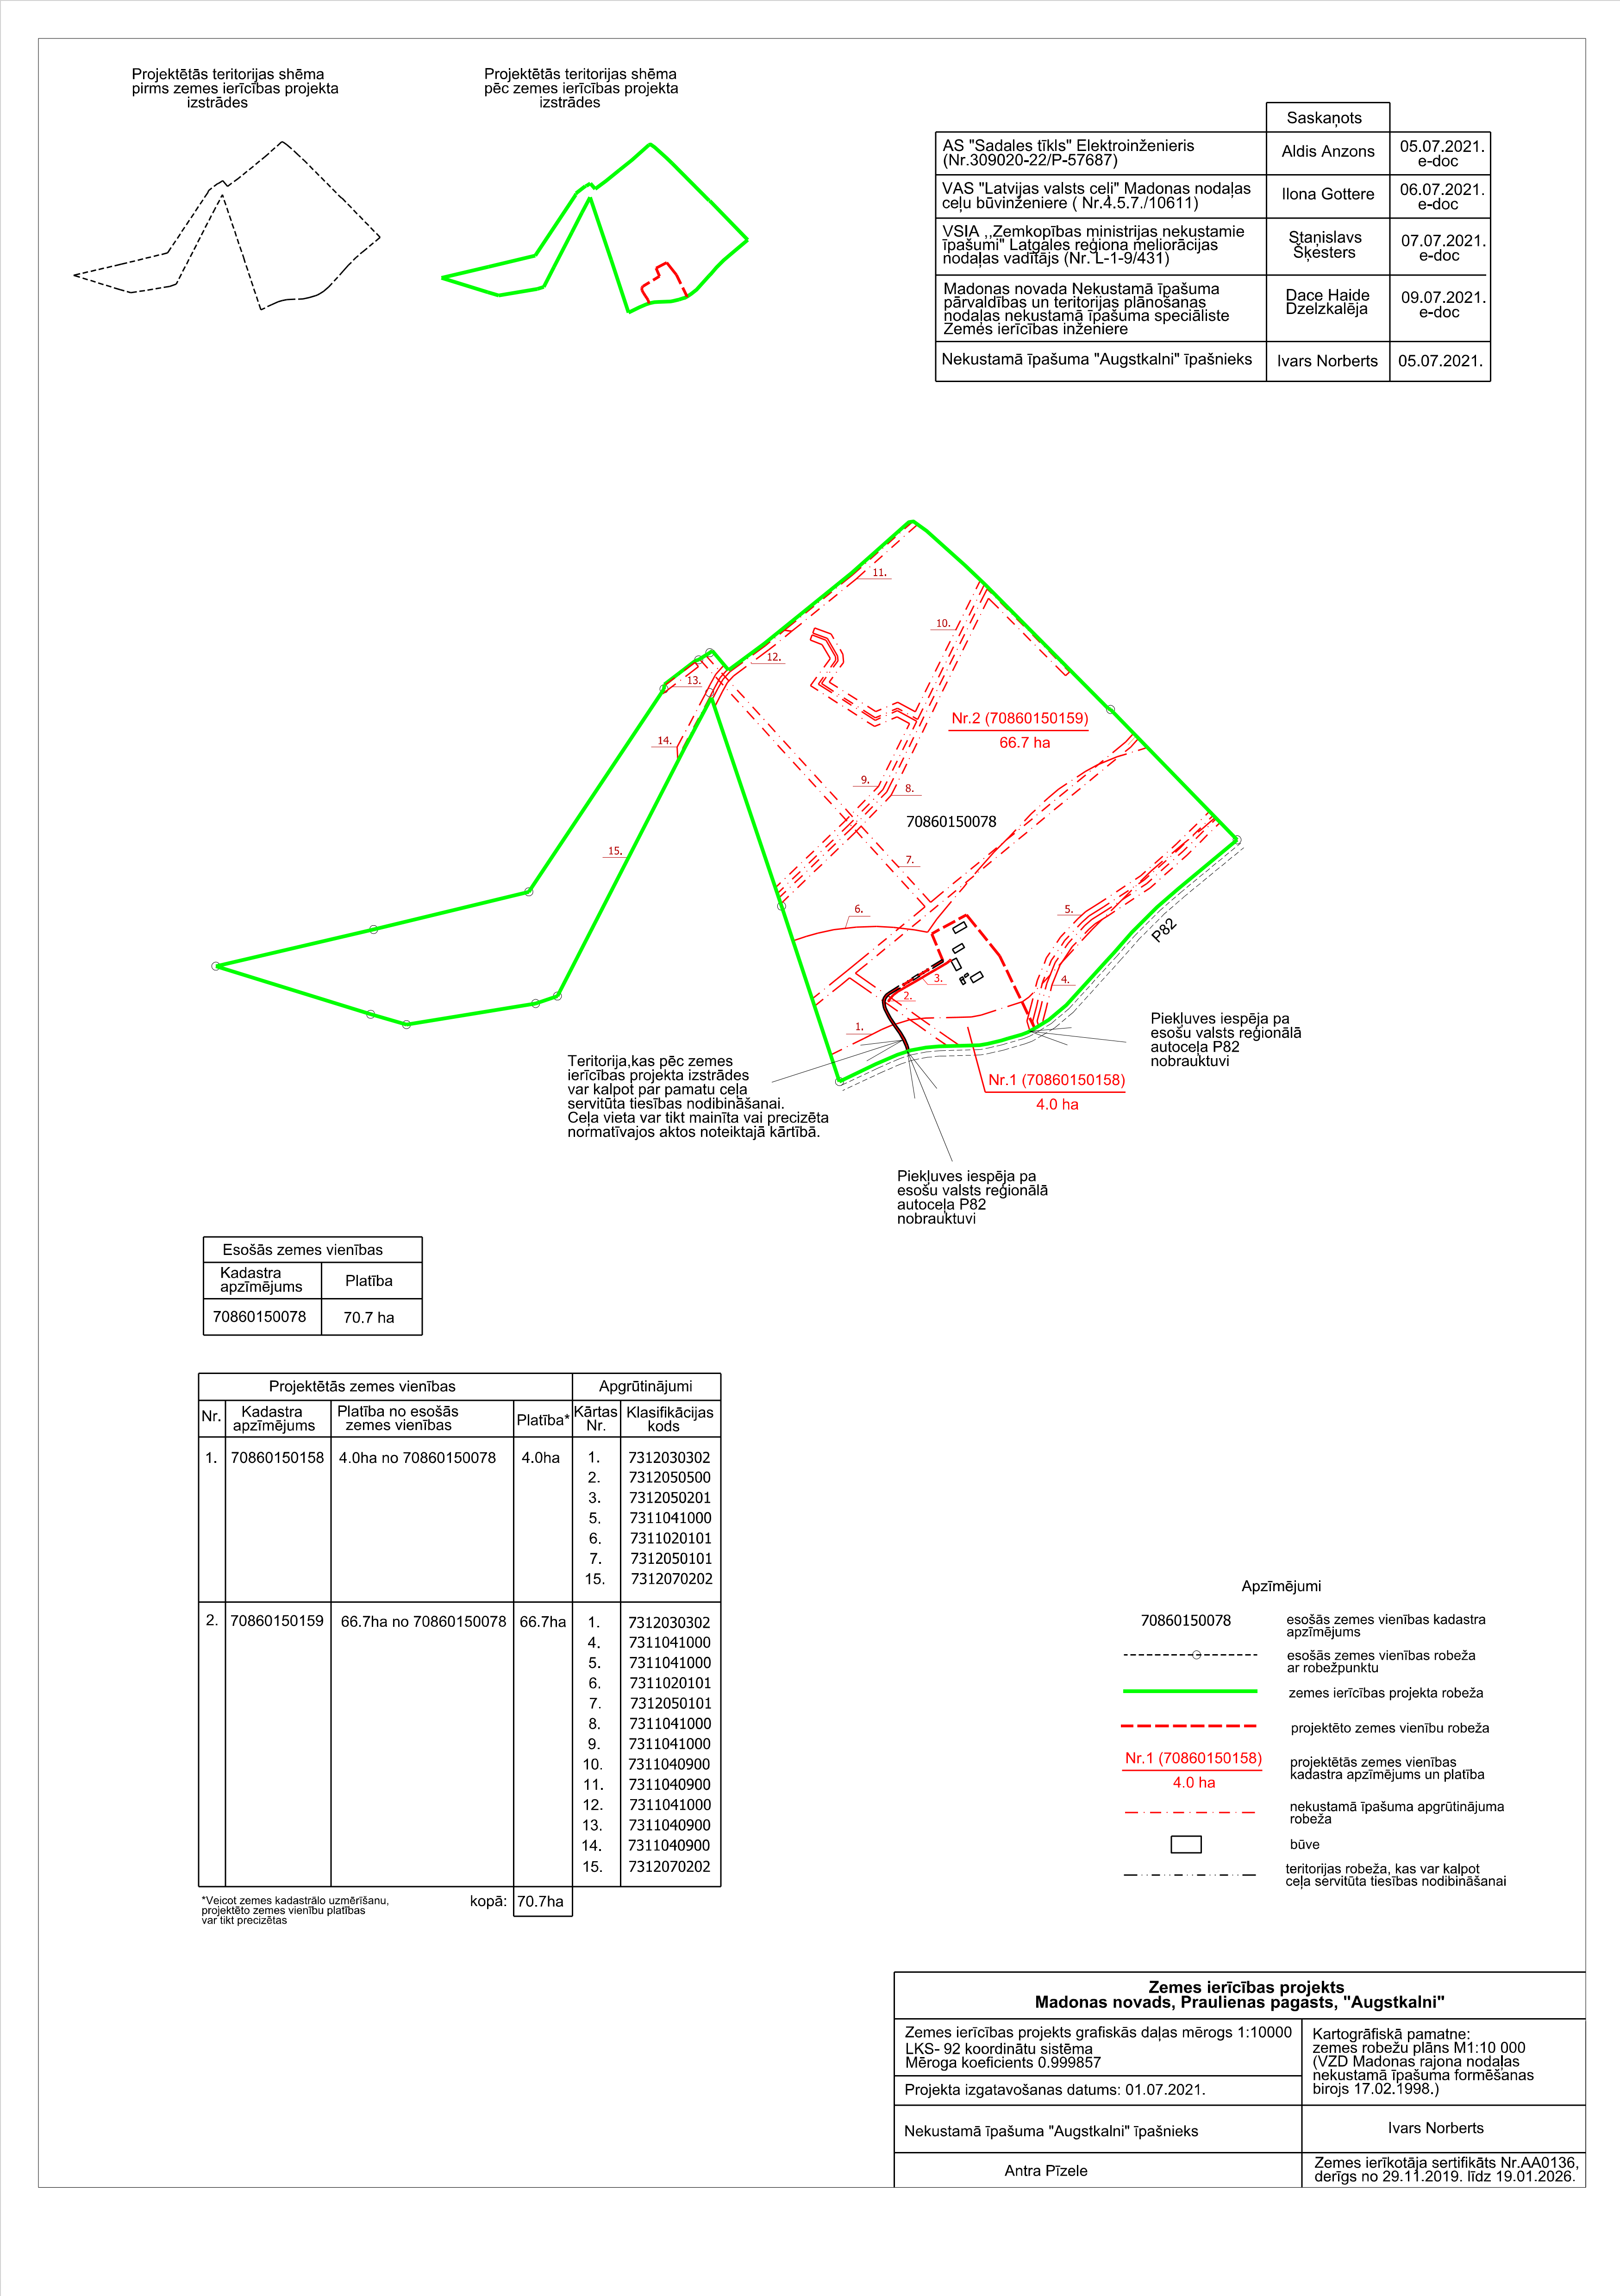 Projektētās teritorijas shēma
pirms zemes ierīcības projekta
izstrādes
Projektētās teritorijas shēma
pēc zemes ierīcības projekta
izstrādes
Saskaņots
AS "Sadales tīkls" Elektroinženieris
(Nr.309020-22/P-57687)
Aldis Anzons
05.07.2021.
e-doc
VAS "Latvijas valsts ceļi" Madonas nodaļas
ceļu būvinženiere ( Nr.4.5.7./10611)
Ilona Gottere
06.07.2021.
e-doc
VSIA ,,Zemkopības ministrijas nekustamie
īpašumi" Latgales reģiona meliorācijas
nodaļas vadītājs (Nr. L-1-9/431)
Staņislavs
Šķesters
07.07.2021.
e-doc
Madonas novada Nekustamā īpašuma
pārvaldības un teritorijas plānošanas
nodaļas nekustamā īpašuma speciāliste
Zemes ierīcības inženiere
Dace Haide
Dzelzkalēja
09.07.2021.
e-doc
Nekustamā īpašuma "Augstkalni" īpašnieks
Ivars Norberts
05.07.2021.
11.
10.
12.
13.
Nr.2 (70860150159)
66.7 ha
14.
9.
8.
70860150078
15.
7.
6.
5.
P82
3.
4.
2.
1.
Piekļuves iespēja pa
esošu valsts reģionālā
autoceļa P82
nobrauktuvi
Teritorija,kas pēc zemes
ierīcības projekta izstrādes
var kalpot par pamatu ceļa
servitūta tiesības nodibināšanai.
Ceļa vieta var tikt mainīta vai precizēta
normatīvajos aktos noteiktajā kārtībā.
Nr.1 (70860150158)
4.0 ha
Piekļuves iespēja pa
esošu valsts reģionālā
autoceļa P82
nobrauktuvi
Esošās zemes vienības
Kadastra
apzīmējums
Platība
70860150078
70.7 ha
Projektētās zemes vienības
Apgrūtinājumi
Nr.
Kadastra
apzīmējums
Platība no esošās
zemes vienības
Platība*
Kārtas
Nr.
Klasifikācijas
kods
1. 70860150158 4.0ha no 70860150078 4.0ha 1. 7312030302
2. 7312050500
3. 7312050201
5. 7311041000
6. 7311020101
7. 7312050101
15. 7312070202
2. 70860150159 66.7ha no 70860150078 66.7ha 1. 7312030302
4. 7311041000
5. 7311041000
6. 7311020101
7. 7312050101
8. 7311041000
9. 7311041000
10. 7311040900
11. 7311040900
12. 7311041000
13. 7311040900
14. 7311040900
15. 7312070202
kopā: 70.7ha
*Veicot zemes kadastrālo uzmērīšanu,
projektēto zemes vienību platības
var tikt precizētas
Apzīmējumi
70860150078
esošās zemes vienības kadastra
apzīmējums
esošās zemes vienības robeža
ar robežpunktu
zemes ierīcības projekta robeža
projektēto zemes vienību robeža
Nr.1 (70860150158)
4.0 ha
projektētās zemes vienības
kadastra apzīmējums un platība
nekustamā īpašuma apgrūtinājuma
robeža
būve
teritorijas robeža, kas var kalpot
ceļa servitūta tiesības nodibināšanai
Zemes ierīcības projekts
Madonas novads, Praulienas pagasts, "Augstkalni"
Zemes ierīcības projekts grafiskās daļas mērogs 1:10000
LKS- 92 koordinātu sistēma
Mēroga koeficients 0.999857
Projekta izgatavošanas datums: 01.07.2021.
Kartogrāfiskā pamatne:
zemes robežu plāns M1:10 000
(VZD Madonas rajona nodaļas
nekustamā īpašuma formēšanas
birojs 17.02.1998.)
Nekustamā īpašuma "Augstkalni" īpašnieks
Ivars Norberts
Antra Pīzele
Zemes ierīkotāja sertifikāts Nr.AA0136,
derīgs no 29.11.2019. līdz 19.01.2026.